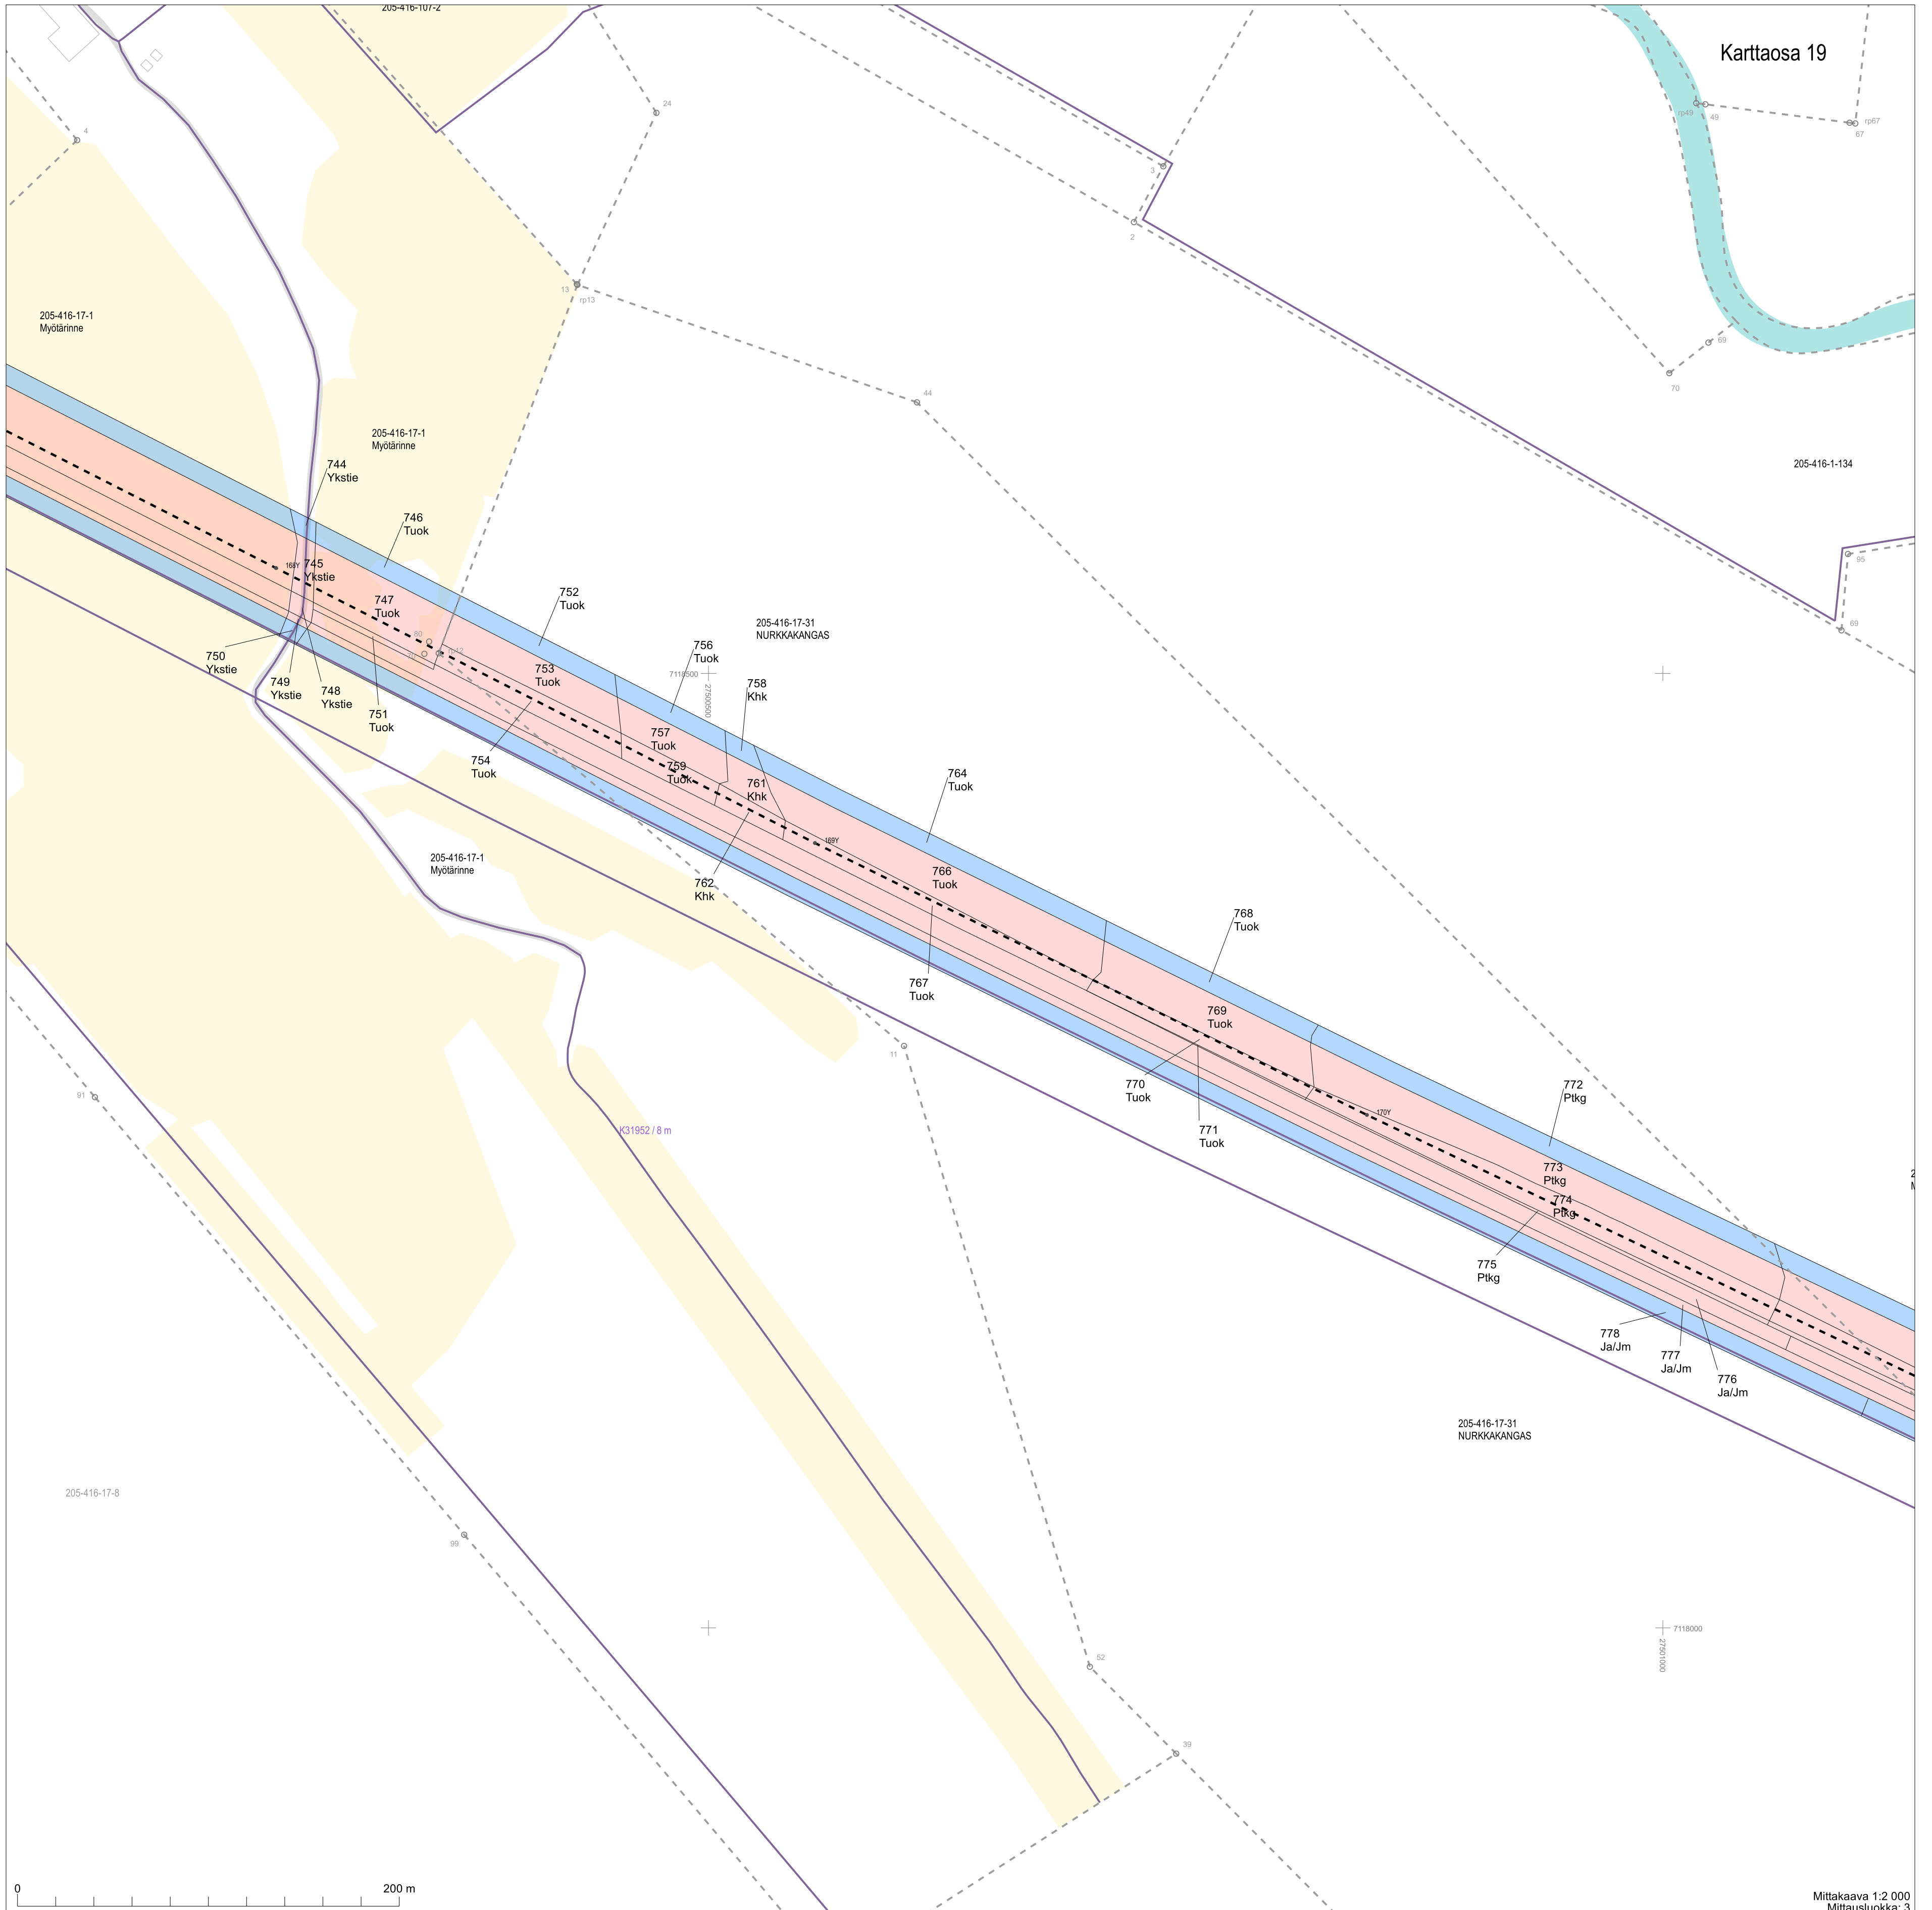 205-416-107-2
Karttaosa 19
24
4
3
2
rp49
49
rp67
67
13
rp13
69
70
44
205-416-17-1
Myötärinne
205-416-17-1
Myötärinne
205-416-1-134
744
Ykstie
746
Tuok
95
168Y
745
Ykstie
747
Tuok
752
Tuok
205-416-17-31
NURKKAKANGAS
69
80
756
Tuok
750
Ykstie
749
Ykstie
748
Ykstie
751
Tuok
753
Tuok
7118500
27500500
758
Khk
754
Tuok
757
Tuok
759
Tuok
761
Khk
764
Tuok
169Y
205-416-17-1
Myötärinne
762
Khk
766
Tuok
768
Tuok
767
Tuok
769
Tuok
11
770
Tuok
771
Tuok
91
K31952 / 8 m
772
Ptkg
170Y
773
Ptkg
774
Ptkg
775
Ptkg
778
Ja/Jm
777
Ja/Jm
776
Ja/Jm
205-416-17-31
NURKKAKANGAS
205-416-17-8
99
7118000
27501000
52
39
0
200 m
Mittakaava 1:2 000
Mittausluokka: 3